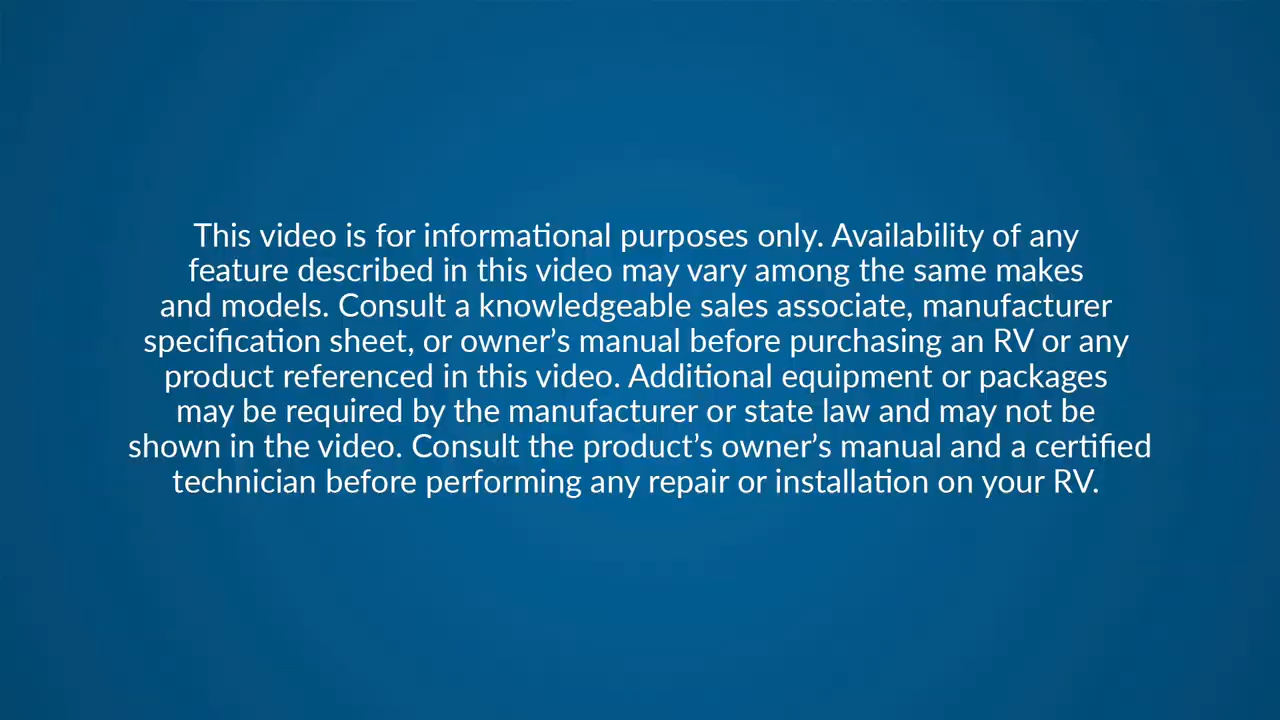 This video is for informational purposes only. Availability of any
feature described in this video may vary among the same makes
and models. Consult a knowledgeable sales associate, manufacturer
specification sheet, or owner’s manual before purchasing an RV or any
product referenced in this video. Additional equipment or packages
may be required by the manufacturer or state law and may not be
shown in the video. Consult the product’s owner’s manual and a certified
technician before performing any repair or installation on your RV.